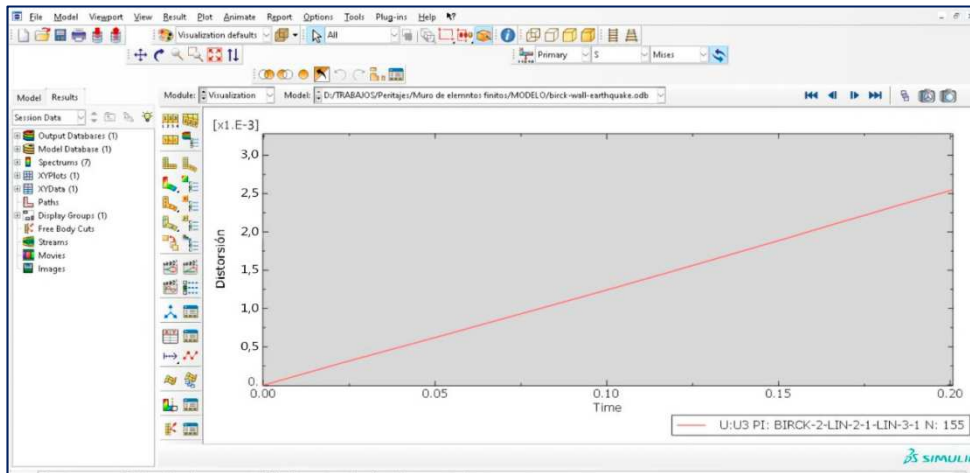 File Model Viewport View Result Plot Animate Report Options Tools Plug-ins Help
Visualization defaults All
Primary S Mises
Model Results Module: Visualization Model: D:/TRABAJOS/Peritajes/Muro de elemntos finitos/MODELO/birck-wall-earthquake.odb
Session Data
Output Databases (1)
Model Database (1)
Spectrums (7)
XYPlots (1)
XYData (1)
Paths
Display Groups (1)
Free Body Cuts
Streams
Movies
Images
[x1.E-3]
3,0
2,5
2,0
1,5
1,0
0,5
0.
Distorsión
0.00 0.05 0.10 0.15 0.20
Time
U:U3 PI: BIRCK-2-LIN-2-1-LIN-3-1 N: 155
SIMULI